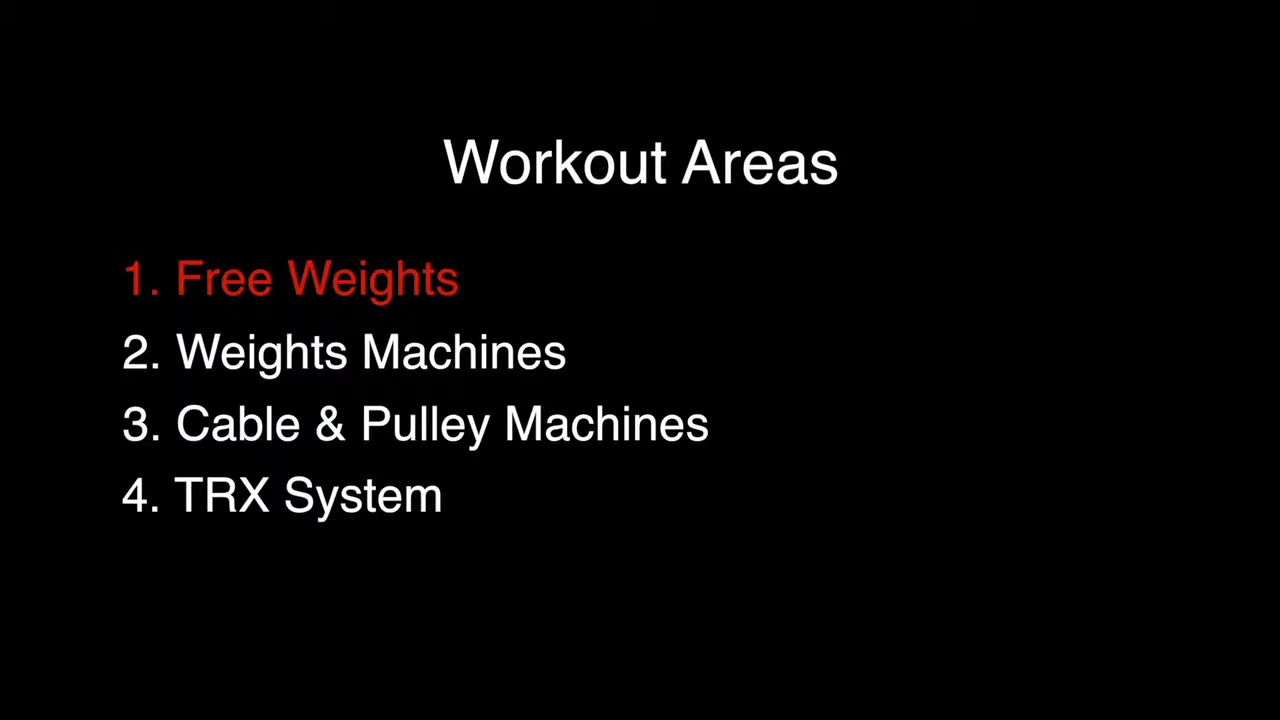 Workout Areas
1. Free Weights
2. Weights Machines
3. Cable & Pulley Machines
4. TRX System